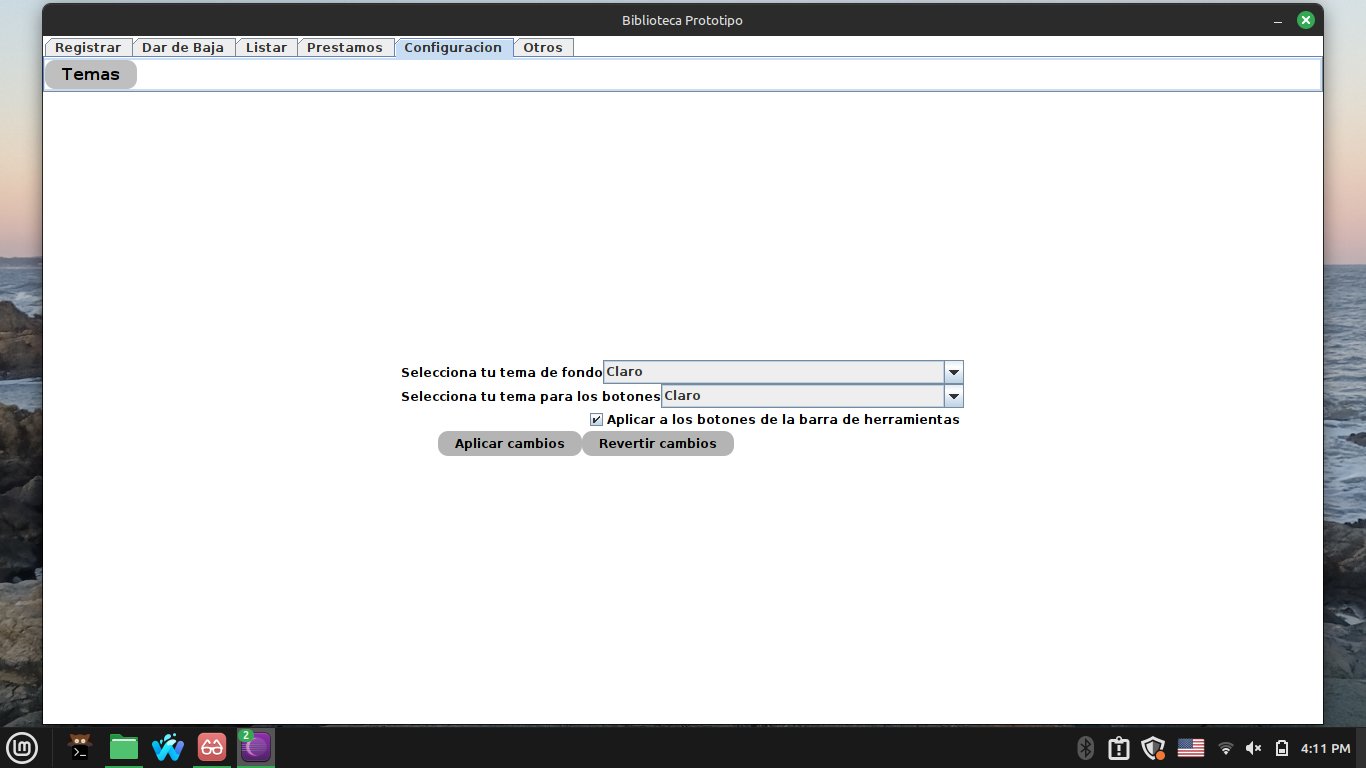 Biblioteca Prototipo
Registrar Dar de Baja Listar Prestamos Configuracion Otros
Temas
Selecciona tu tema de fondo Claro
Selecciona tu tema para los botones Claro
Aplicar a los botones de la barra de herramientas
Aplicar cambios Revertir cambios
2
4:11 PM